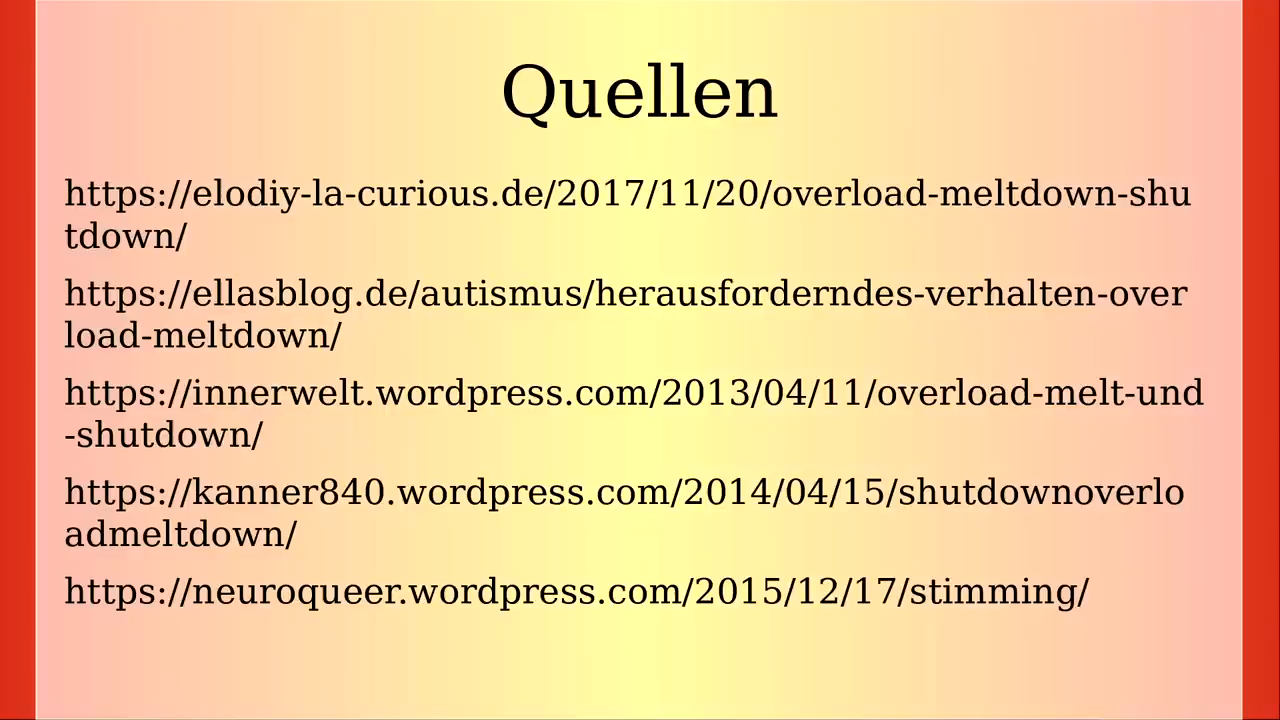 Quellen
https://elodiy-la-curious.de/2017/11/20/overload-meltdown-shu
tdown/
https://ellasblog.de/autismus/herausforderndes-verhalten-over
load-meltdown/
https://innerwelt.wordpress.com/2013/04/11/overload-melt-und
-shutdown/
https://kanner840.wordpress.com/2014/04/15/shutdownoverlo
admeltdown/
https://neuroqueer.wordpress.com/2015/12/17/stimming/